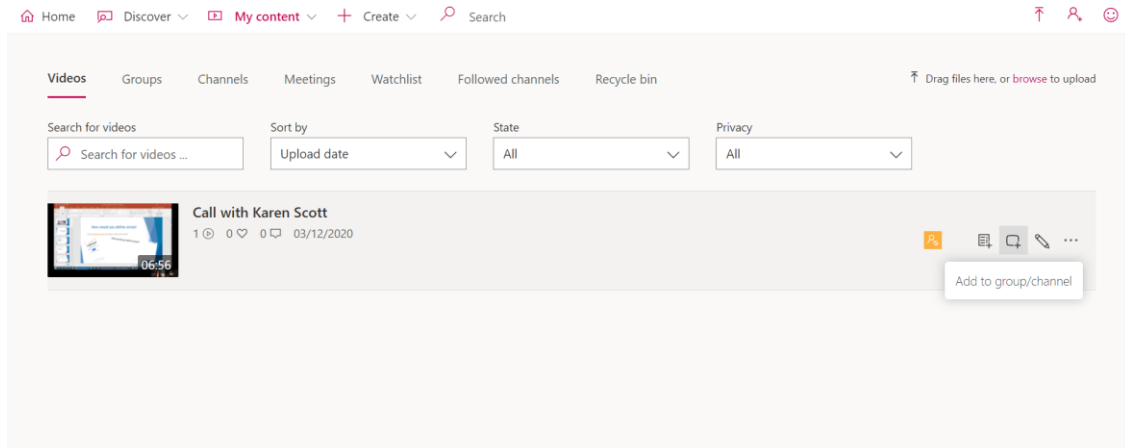 Home Discover My content Create Search
Videos Groups Channels Meetings Watchlist Followed channels Recycle bin Drag files here, or browse to upload
Search for videos Sort by State Privacy
Search for videos ... Upload date All All
Call with Karen Scott
1 0 0 03/12/2020
06:56
Add to group/channel